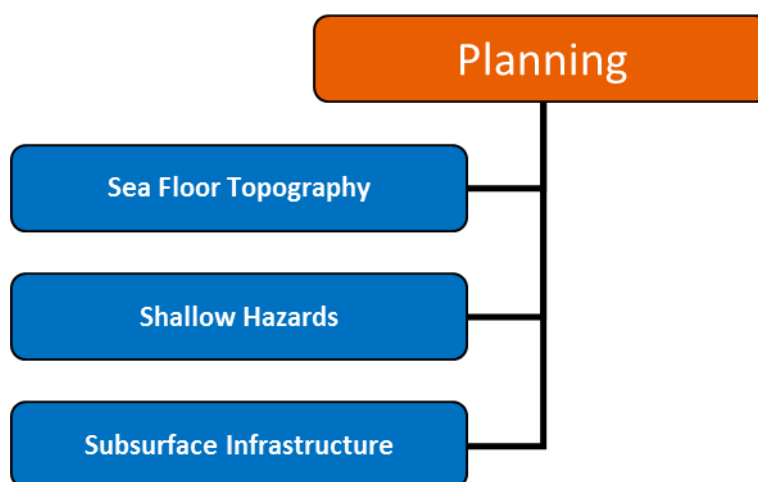 Planning
Sea Floor Topography
Shallow Hazards
Subsurface Infrastructure